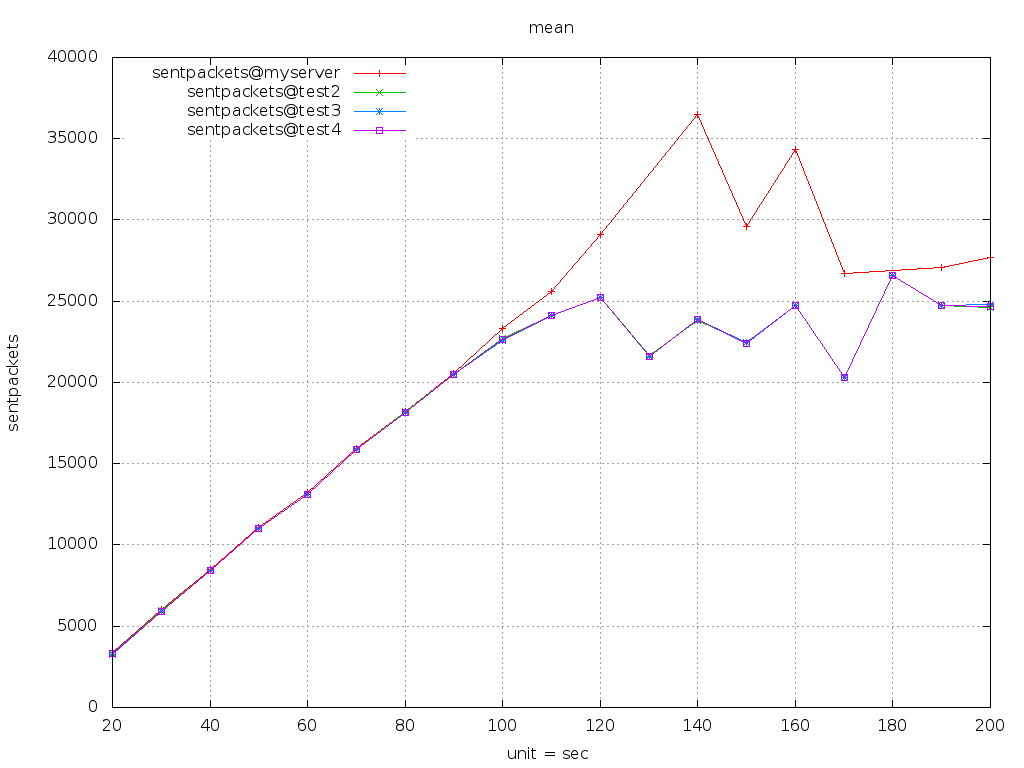 mean
40000
35000
30000
25000
20000
15000
10000
5000
0
sentpackets@myserver
sentpackets@test2
sentpackets@test3
sentpackets@test4
sentpackets
20 40 60 80 100 120 140 160 180 200
unit = sec